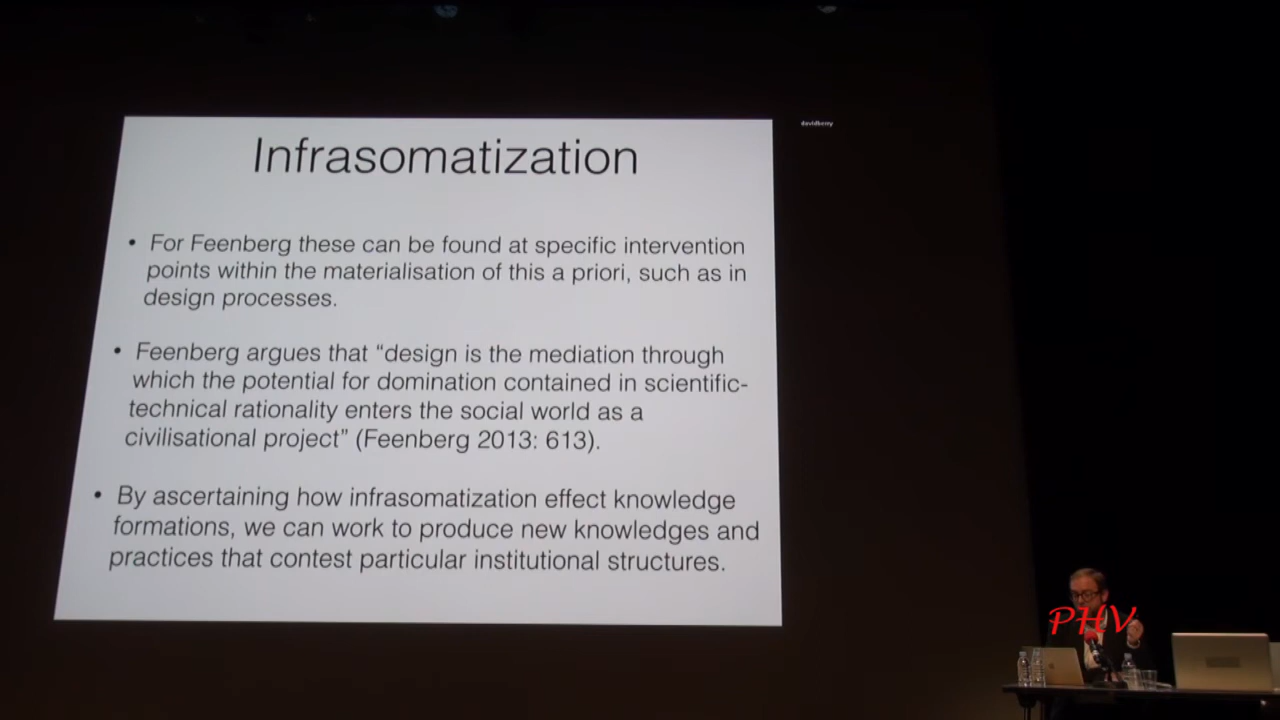 davidberry
Infrasomatization
• For Feenberg these can be found at specific intervention
points within the materialisation of this a priori, such as in
design processes.
• Feenberg argues that “design is the mediation through
which the potential for domination contained in scientific-
technical rationality enters the social world as a
civilisational project” (Feenberg 2013: 613).
• By ascertaining how infrasomatization effect knowledge
formations, we can work to produce new knowledges and
practices that contest particular institutional structures.
PHV